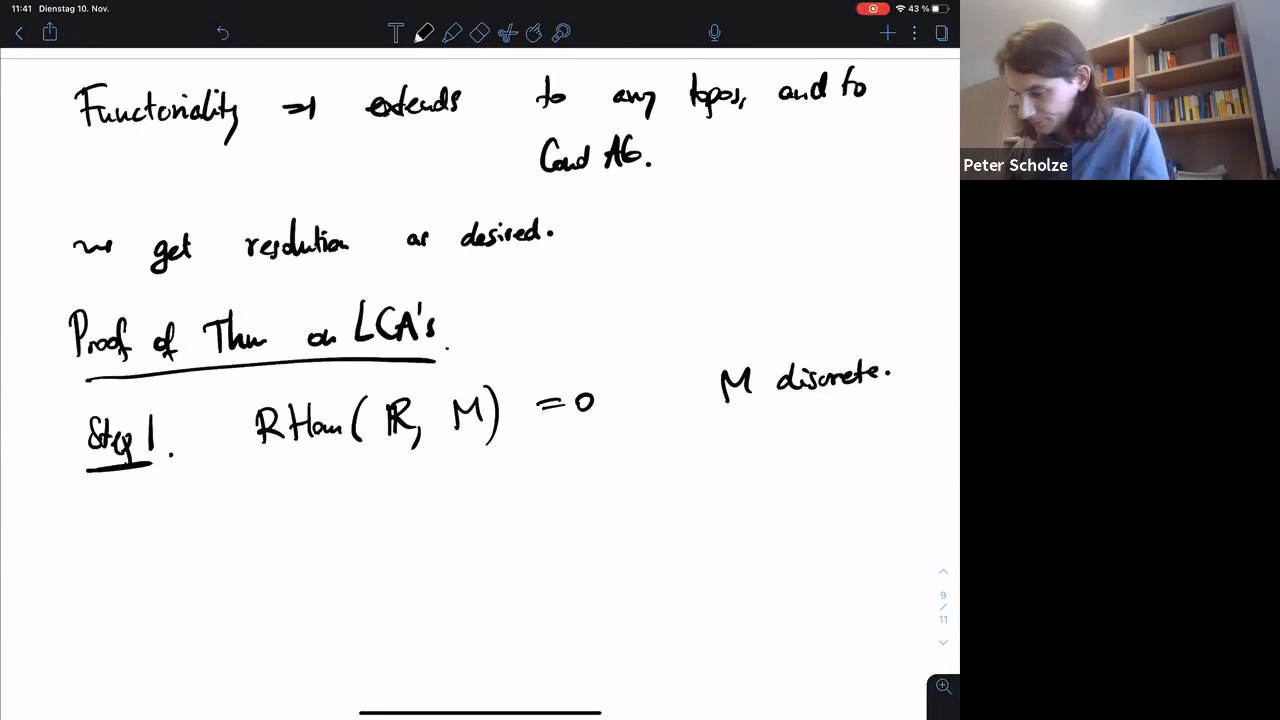 11:41 Dienstag 10. Nov.
43 %
Functoriality ⇒ extends to any topos, and to
Cond Ab.
⇝ get resolution as desired.
Proof of Thm on LCA's.
Step 1. RHom(ℝ, M) = 0 M discrete.
Peter Scholze
9
/
11